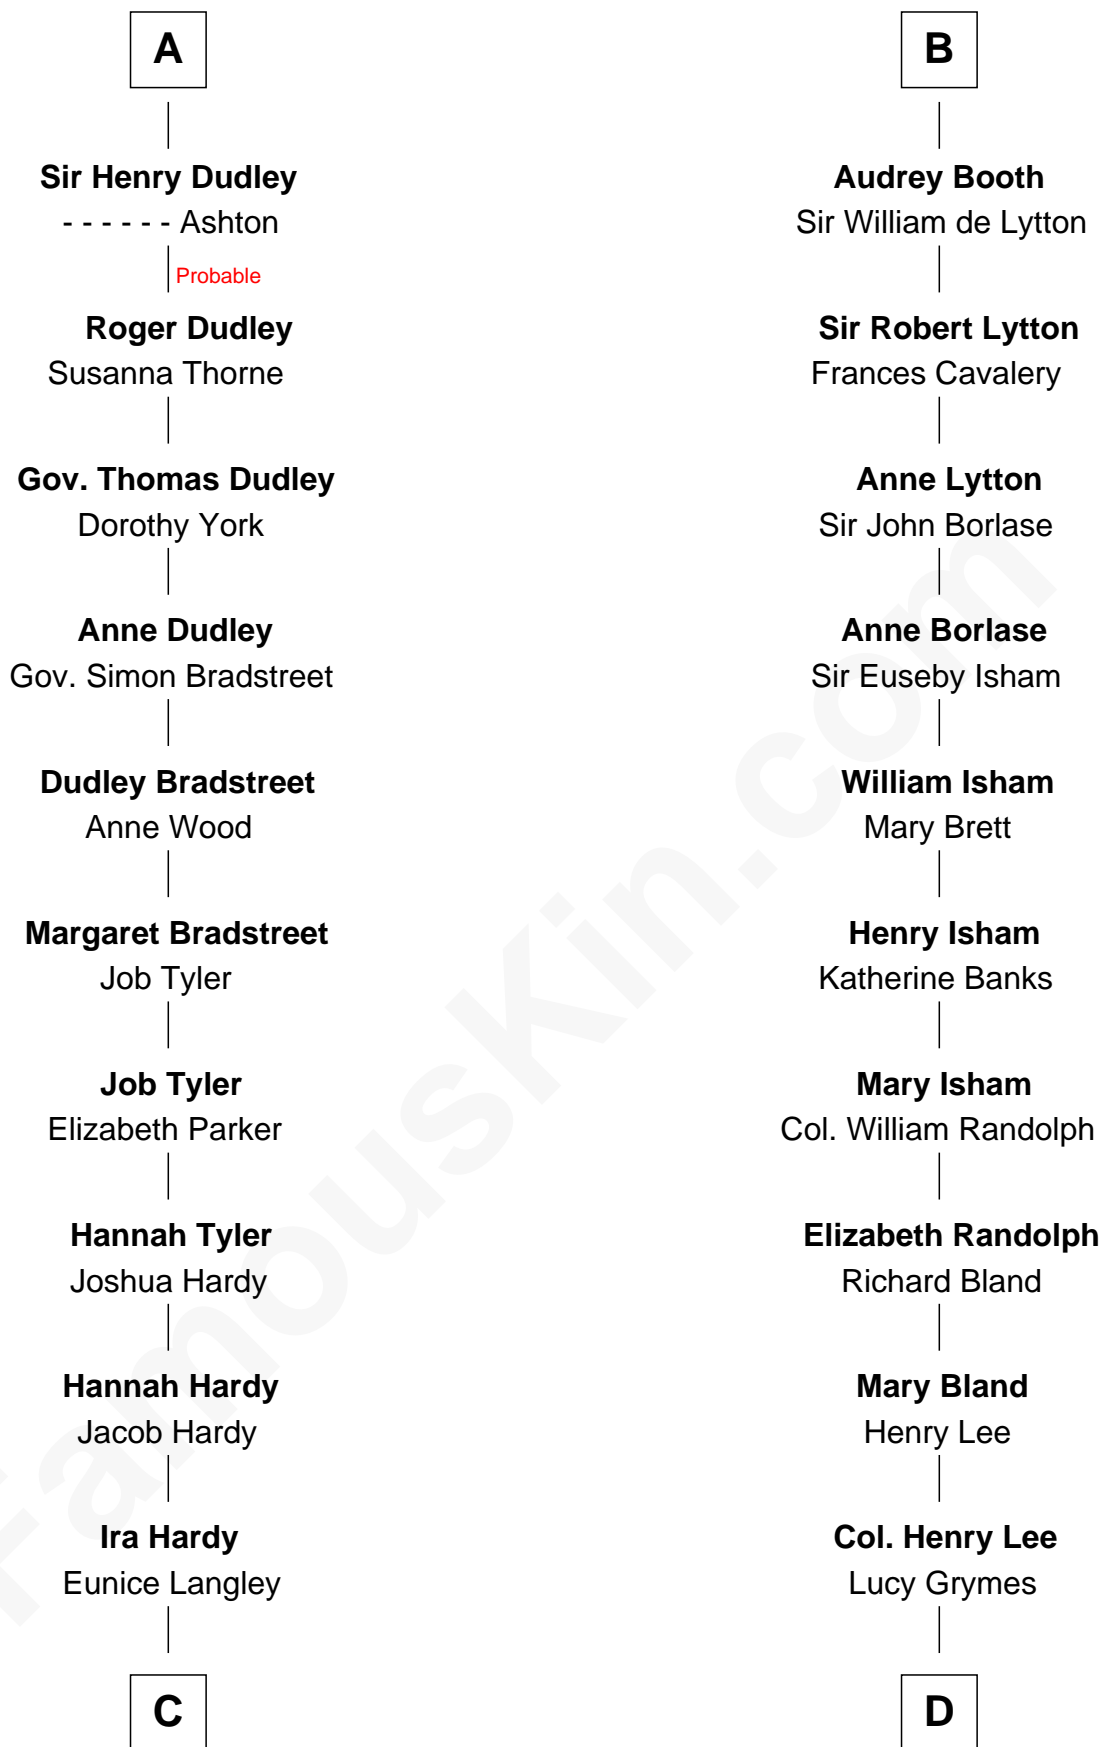 A
Sir Henry Dudley
- - - - - - Ashton
Probable
Roger Dudley
Susanna Thorne
Gov. Thomas Dudley
Dorothy York
Anne Dudley
Gov. Simon Bradstreet
Dudley Bradstreet
Anne Wood
Margaret Bradstreet
Job Tyler
Job Tyler
Elizabeth Parker
Hannah Tyler
Joshua Hardy
Hannah Hardy
Jacob Hardy
Ira Hardy
Eunice Langley
C
B
Audrey Booth
Sir William de Lytton
Sir Robert Lytton
Frances Cavalery
Anne Lytton
Sir John Borlase
Anne Borlase
Sir Euseby Isham
William Isham
Mary Brett
Henry Isham
Katherine Banks
Mary Isham
Col. William Randolph
Elizabeth Randolph
Richard Bland
Mary Bland
Henry Lee
Col. Henry Lee
Lucy Grymes
D
FamousKin.com